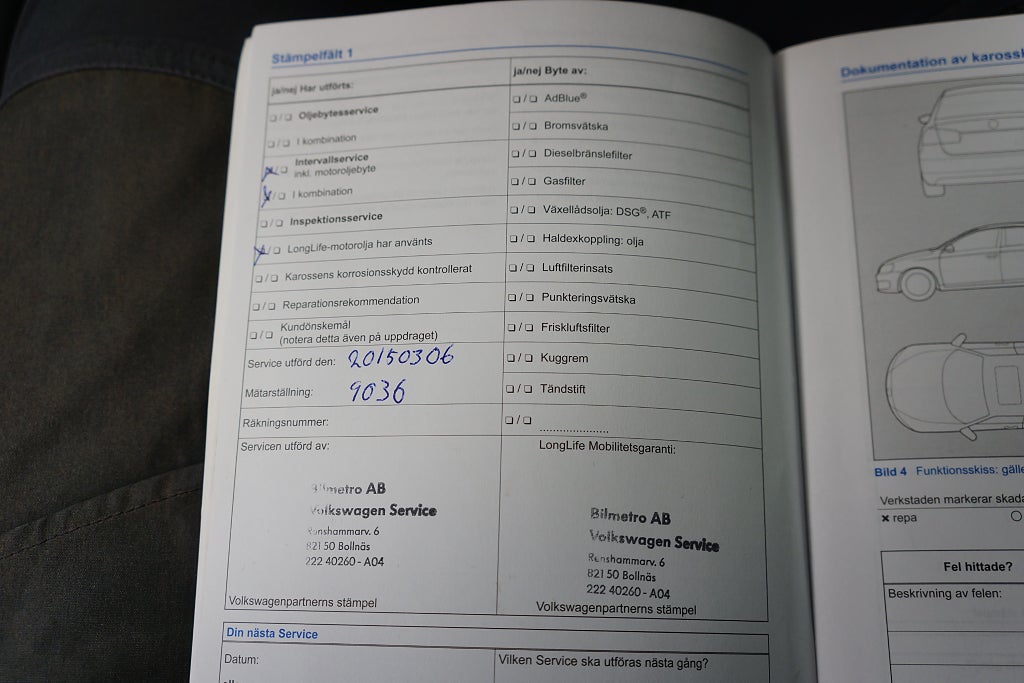 Stämpelfält 1
ja/nej Har utförts:
❑ / ❑ Oljebytesservice
❑ / ❑ I kombination
❑ / ❑ Intervallservice
inkl. motoroljebyte
❑ / ❑ I kombination
❑ / ❑ Inspektionsservice
❑ / ❑ LongLife-motorolja har använts
❑ / ❑ Karossens korrosionsskydd kontrollerat
❑ / ❑ Reparationsrekommendation
❑ / ❑ Kundönskemål
(notera detta även på uppdraget)
Service utförd den: 20150306
Mätarställning: 9036
Räkningsnummer:
Servicen utförd av:
Bilmetro AB
Volkswagen Service
Renshammarv. 6
821 50 Bollnäs
222 40260 - A04
Volkswagenpartnerns stämpel
ja/nej Byte av:
❑ / ❑ AdBlue®
❑ / ❑ Bromsvätska
❑ / ❑ Dieselbränslefilter
❑ / ❑ Gasfilter
❑ / ❑ Växellådsolja: DSG®, ATF
❑ / ❑ Haldexkoppling: olja
❑ / ❑ Luftfilterinsats
❑ / ❑ Punkteringsvätska
❑ / ❑ Friskluftsfilter
❑ / ❑ Kuggrem
❑ / ❑ Tändstift
❑ / ❑ .....................
LongLife Mobilitetsgaranti:
Bilmetro AB
Volkswagen Service
Renshammarv. 6
821 50 Bollnäs
222 40260 - A04
Volkswagenpartnerns stämpel
Din nästa Service
Datum:
Vilken Service ska utföras nästa gång?
Dokumentation av
Bild 4 Funktionsskiss:
Verkstaden markerar
✖ repa
Fel hittade?
Beskrivning av felen: